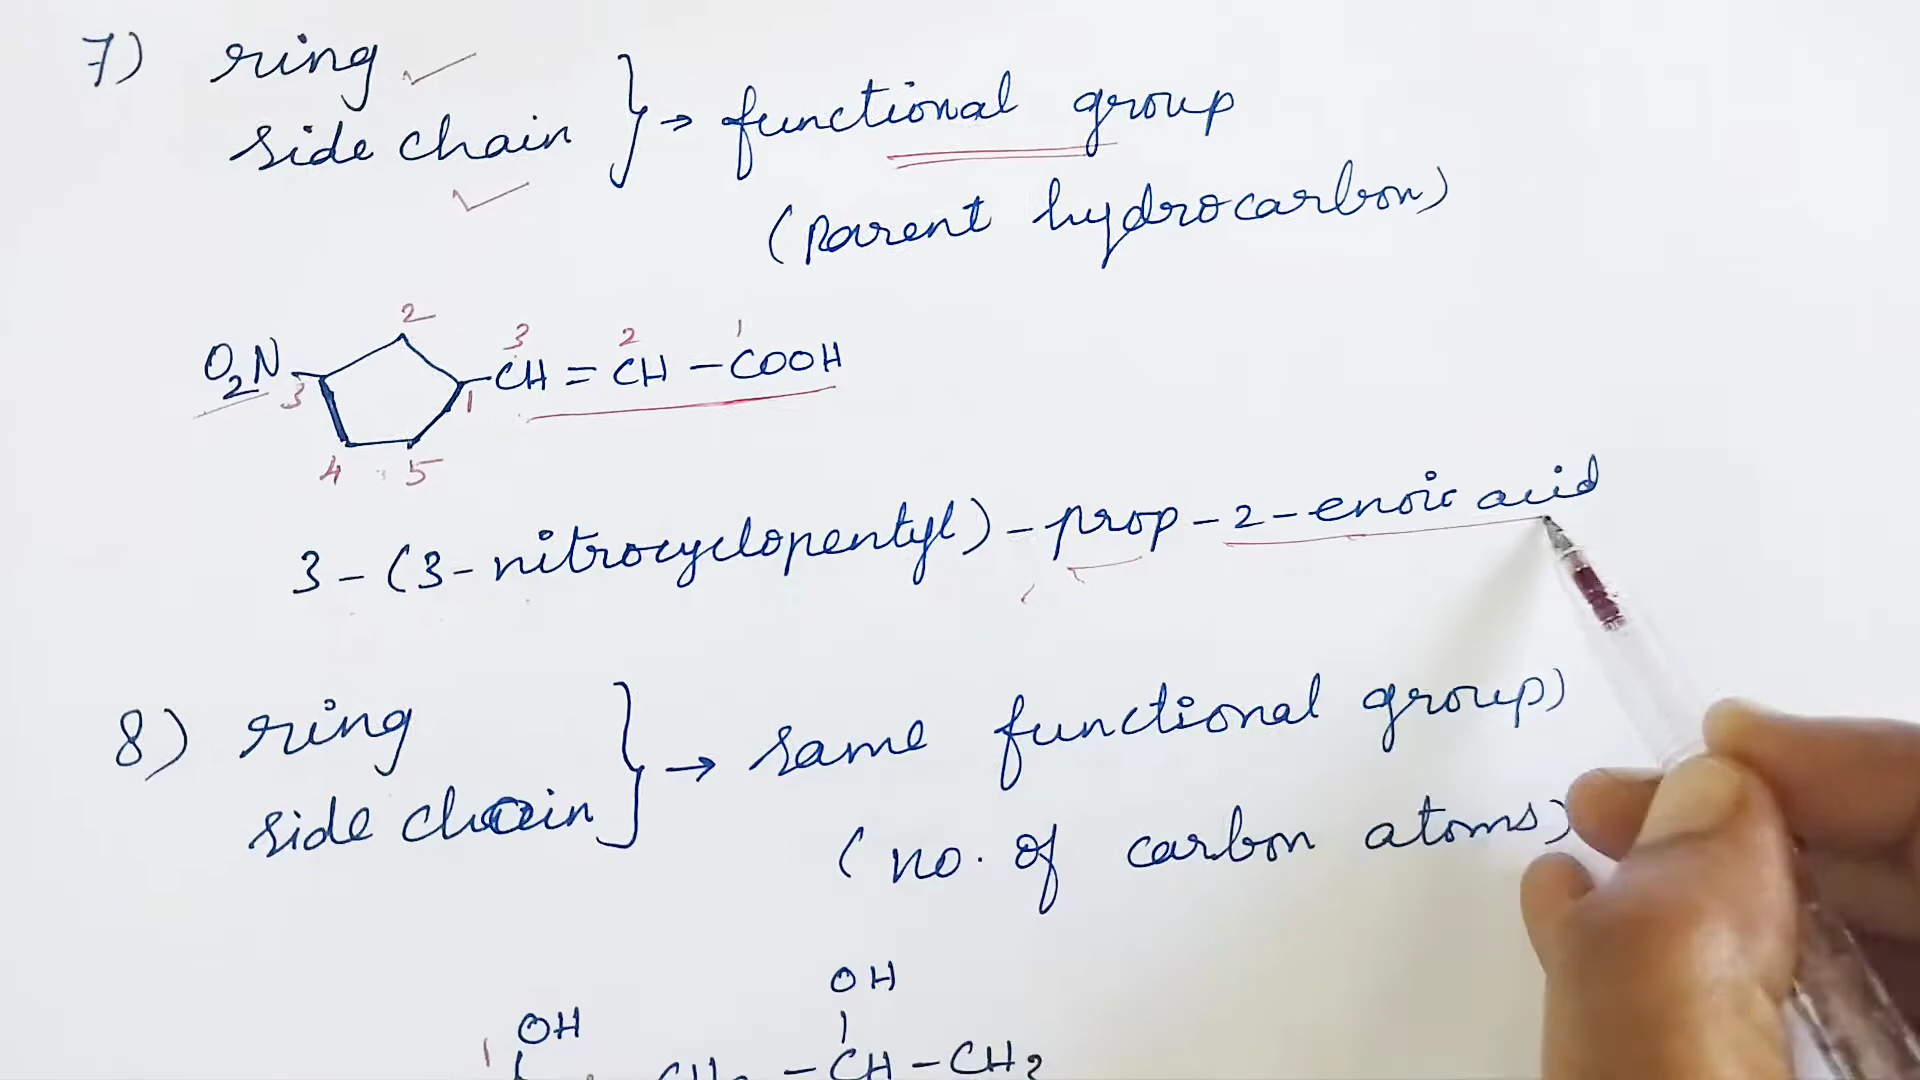 7) ring
side chain } → functional group
(Parent hydrocarbon)
2
3 2 1
O2N CH = CH – COOH
3 1
4 5
3 – (3 – nitrocyclopentyl) – prop – 2 – enoic acid
8) ring
side chain } → same functional group)
(no. of carbon atoms)
OH
OH
1
– CH – CH2